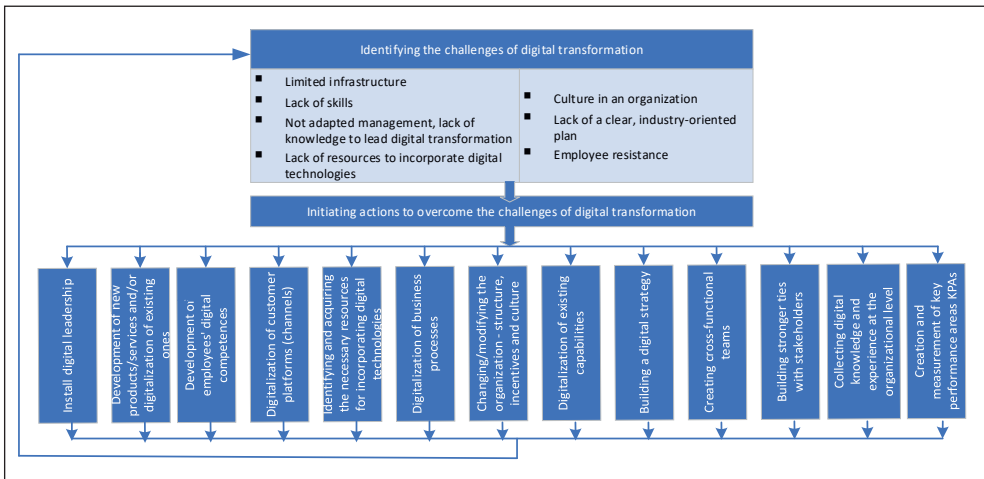 Identifying the challenges of digital transformation
Limited infrastructure
Lack of skills
Not adapted management, lack of
knowledge to lead digital transformation
Lack of resources to incorporate digital
technologies
Culture in an organization
Lack of a clear, industry-oriented
plan
Employee resistance
Initiating actions to overcome the challenges of digital transformation
Install digital leadership
Development of new
products/services and/or
digitalization of existing
ones
Development of
employees' digital
competences
Digitalization of customer
platforms (channels)
Identifying and acquiring
the necessary resources
for incorporating digital
technologies
Digitalization of business
processes
Changing/modifying the
organization - structure,
incentives and culture
Digitalization of existing
capabilities
Building a digital strategy
Creating cross-functional
teams
Building stronger ties
with stakeholders
Collecting digital
knowledge and
experience at the
organizational level
Creation and
measurement of key
performance areas KPAs